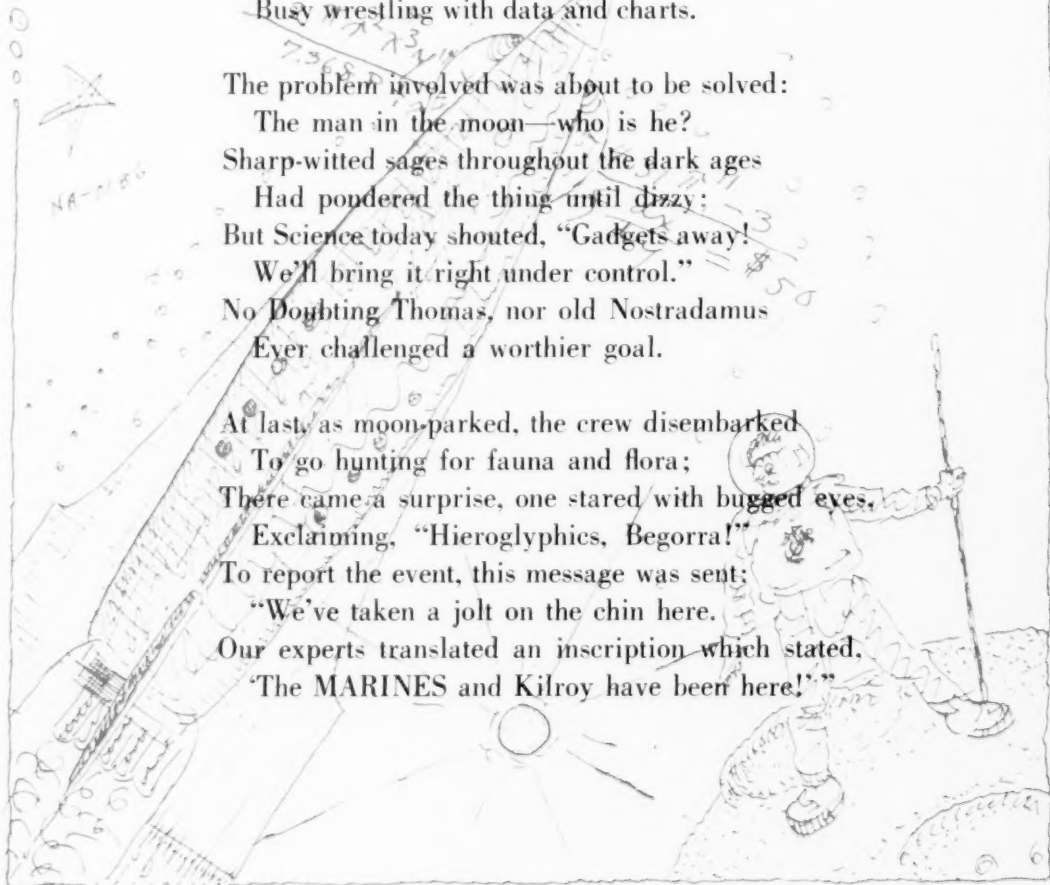 Busy wrestling with data and charts.
The problem involved was about to be solved:
The man in the moon—who is he?
Sharp-witted sages throughout the dark ages
Had pondered the thing until dizzy:
But Science today shouted, “Gadgets away!
We’ll bring it right under control.”
No Doubting Thomas, nor old Nostradamus
Ever challenged a worthier goal.
At last, as moon-parked, the crew disembarked
To go hunting for fauna and flora;
There came a surprise, one stared with bugged eyes,
Exclaiming, “Hieroglyphics, Begorra!”
To report the event, this message was sent:
“We’ve taken a jolt on the chin here.
Our experts translated an inscription which stated,
‘The MARINES and Kilroy have been here!’ ”